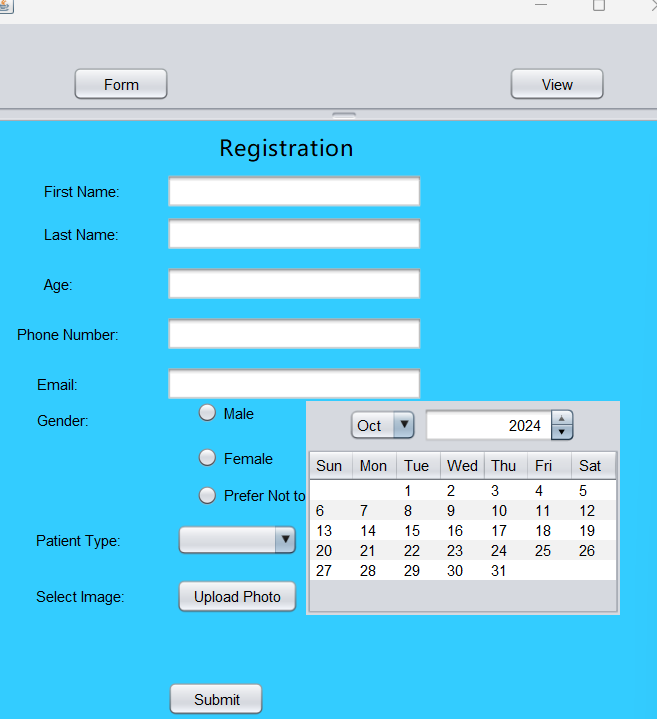 Form View
Registration
First Name:
Last Name:
Age:
Phone Number:
Email:
Gender:
Male
Female
Prefer Not to
Oct 2024
Sun Mon Tue Wed Thu Fri Sat
1 2 3 4 5
6 7 8 9 10 11 12
13 14 15 16 17 18 19
20 21 22 23 24 25 26
27 28 29 30 31
Patient Type:
Select Image: Upload Photo
Submit